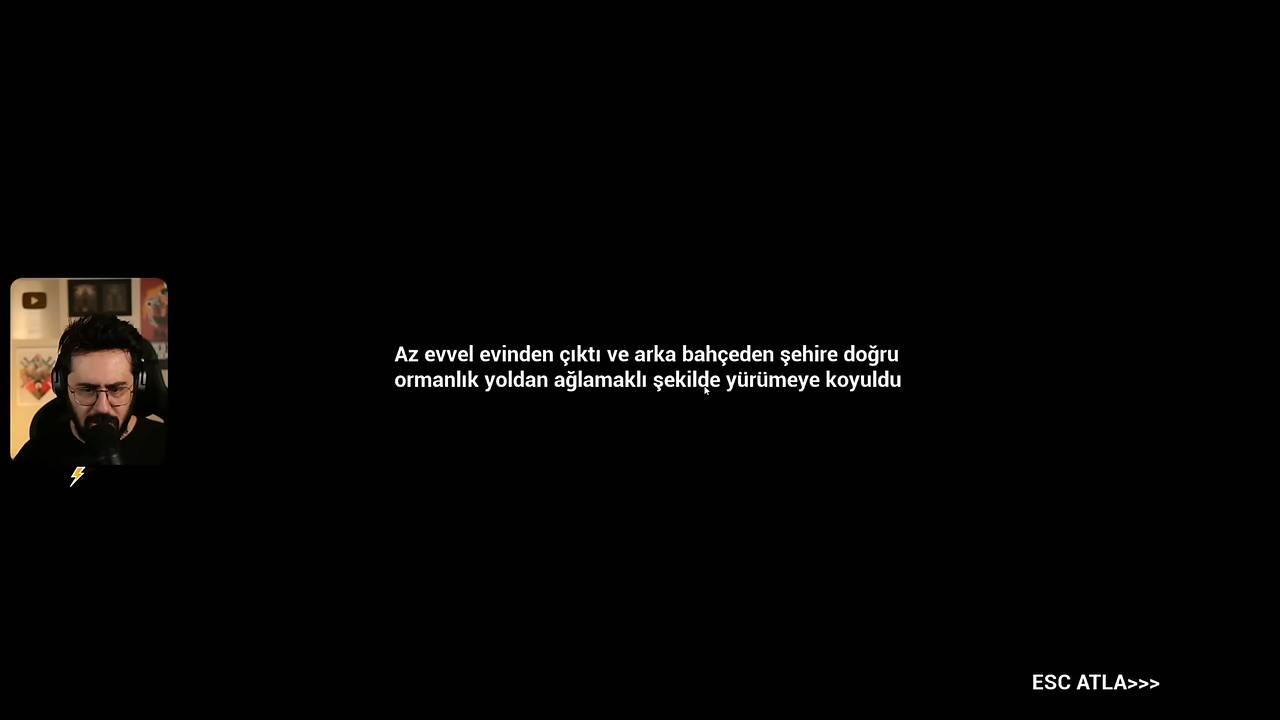 Az evvel evinden çıktı ve arka bahçeden şehire doğru
ormanlık yoldan ağlamaklı şekilde yürümeye koyuldu
ESC ATLA>>>